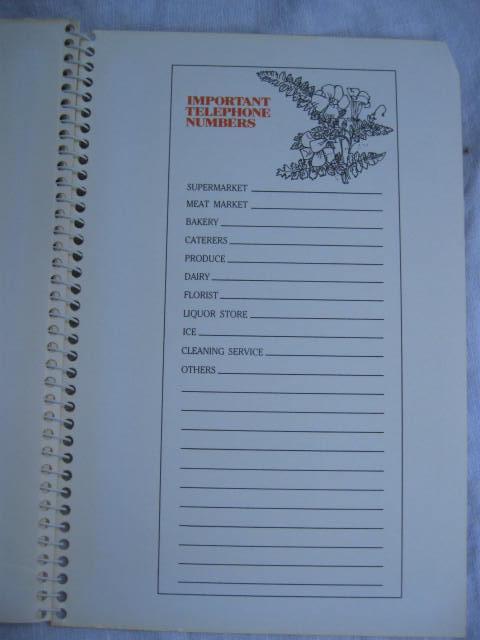 IMPORTANT
TELEPHONE
NUMBERS
SUPERMARKET
MEAT MARKET
BAKERY
CATERERS
PRODUCE
DAIRY
FLORIST
LIQUOR STORE
ICE
CLEANING SERVICE
OTHERS